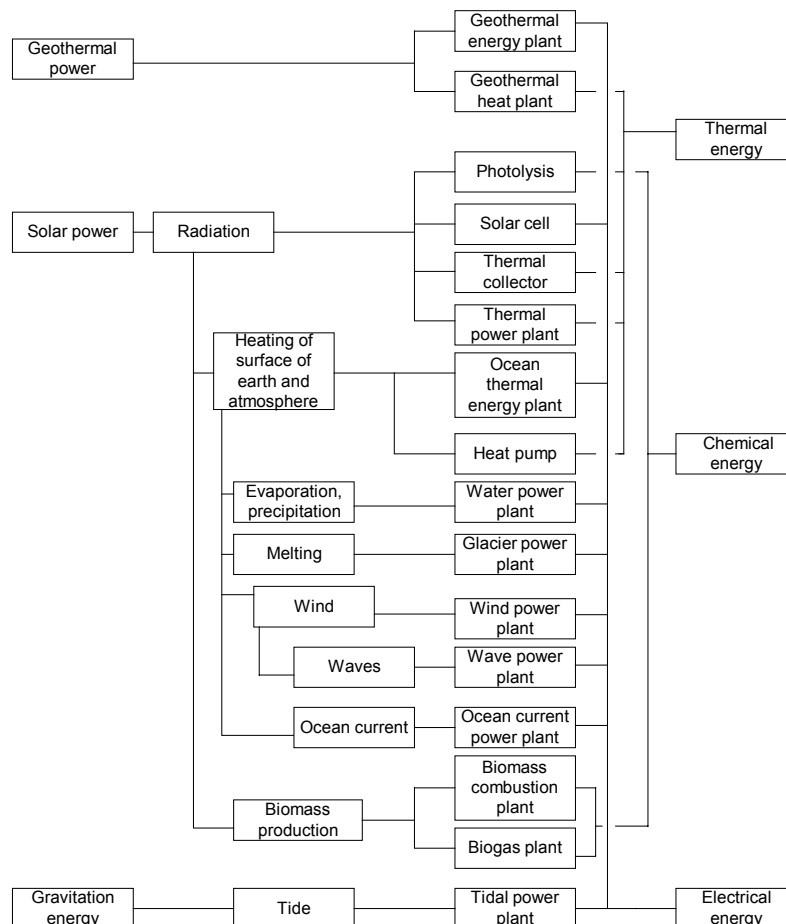 Geothermal
energy plant
Geothermal
power
Geothermal
heat plant
Thermal
energy
Photolysis
Solar power
Radiation
Solar cell
Thermal
collector
Thermal
power plant
Heating of
surface of
earth and
atmosphere
Ocean
thermal
energy plant
Heat pump
Chemical
energy
Evaporation,
precipitation
Water power
plant
Melting
Glacier power
plant
Wind
Wind power
plant
Waves
Wave power
plant
Ocean current
Ocean current
power plant
Biomass
combustion
plant
Biomass
production
Biogas plant
Gravitation
energy
Tide
Tidal power
plant
Electrical
energy